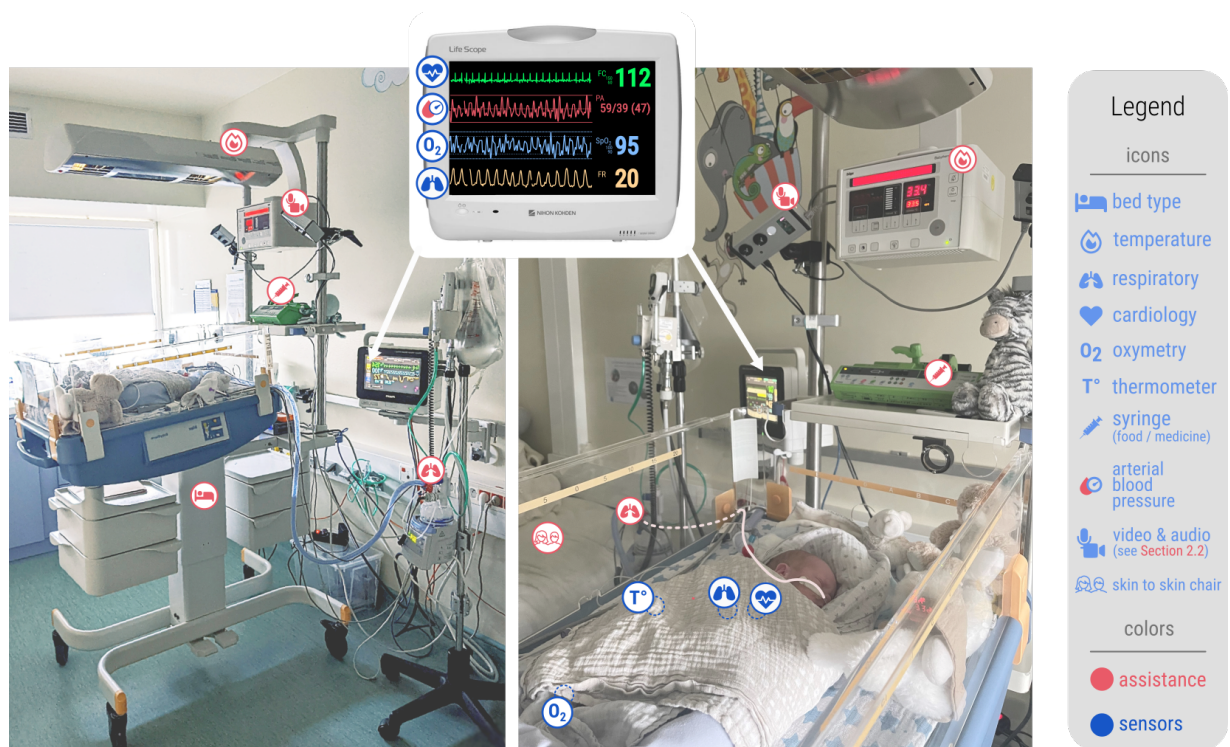 Life Scope
FC 112
PA
59/39 (47)
SpO₂ 95
FR 20
NIHON KOHDEN
33.4
T°
O₂
O₂
Legend
icons
bed type
temperature
respiratory
cardiology
O₂ oxymetry
T° thermometer
syringe
(food / medicine)
arterial
blood
pressure
video & audio
(see Section 2.2)
skin to skin chair
colors
assistance
sensors